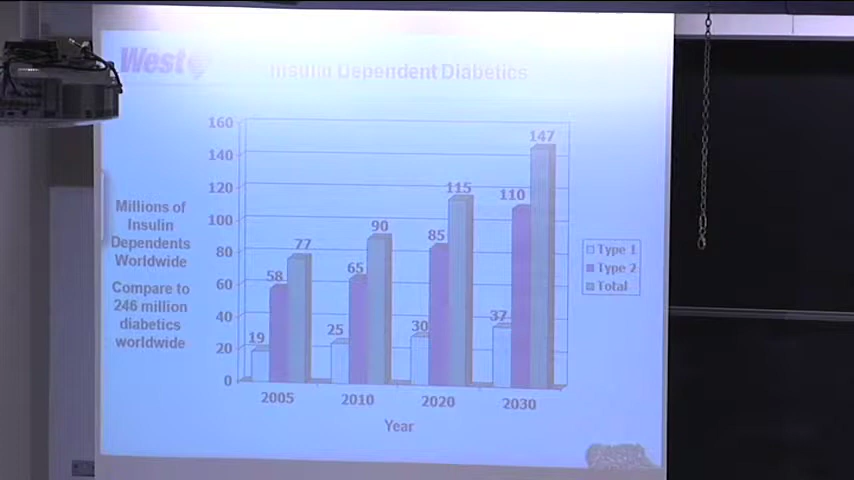 West
Insulin Dependent Diabetics
Millions of
Insulin
Dependents
Worldwide
Compare to
246 million
diabetics
worldwide
160
140
120
100
80
60
40
20
0
19
58
77
25
65
90
30
85
115
37
110
147
2005
2010
2020
2030
Year
Type 1
Type 2
Total